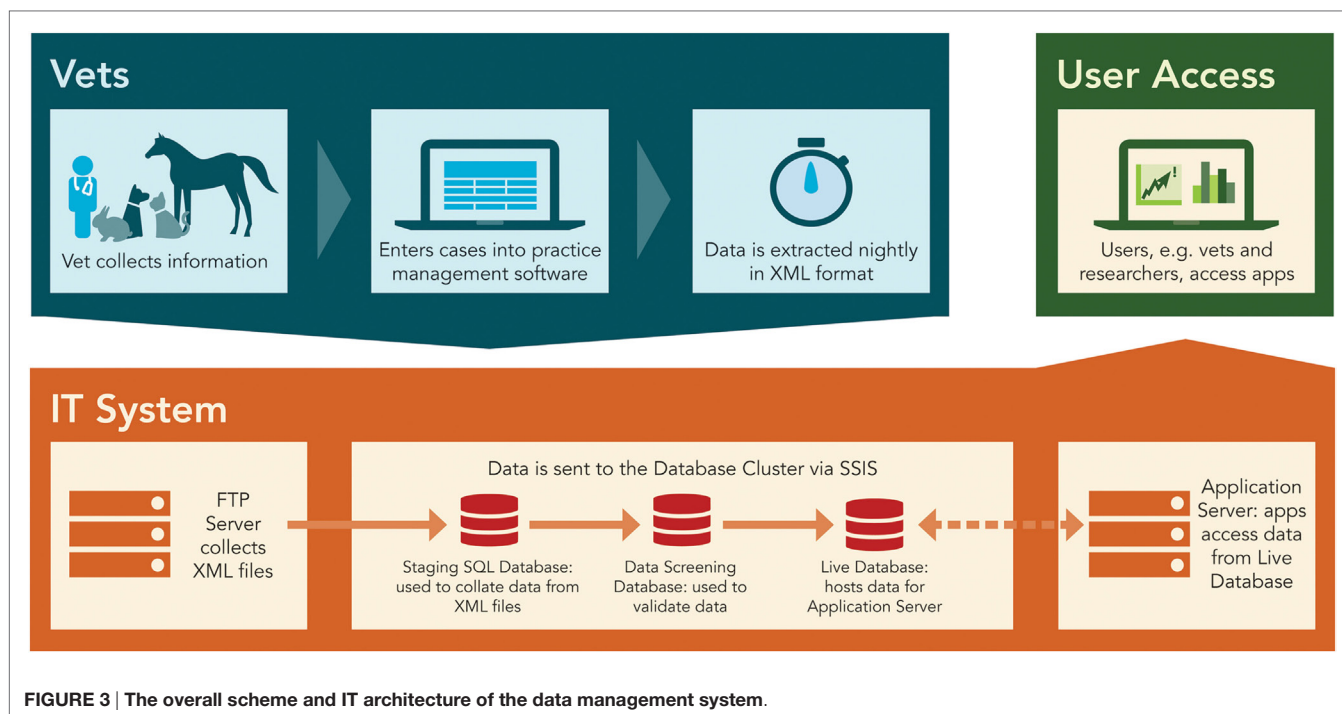 Vets
Vet collects information
Enters cases into practice
management software
Data is extracted nightly
in XML format
User Access
!
Users, e.g. vets and
researchers, access apps
IT System
FTP
Server
collects
XML files
Data is sent to the Database Cluster via SSIS
Staging SQL Database:
used to collate data from
XML files
Data Screening
Database: used to
validate data
Live Database:
hosts data for
Application Server
Application
Server: apps
access data
from Live
Database
FIGURE 3 | The overall scheme and IT architecture of the data management system.